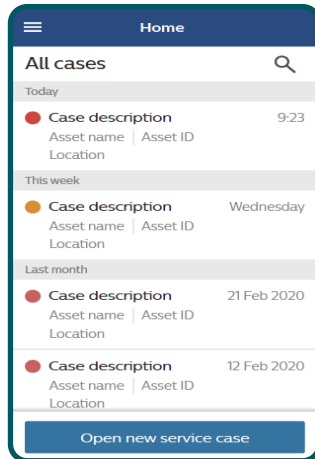 Home
All cases
Today
Case description 9:23
Asset name | Asset ID
Location
This week
Case description Wednesday
Asset name | Asset ID
Location
Last month
Case description 21 Feb 2020
Asset name | Asset ID
Location
Case description 12 Feb 2020
Asset name | Asset ID
Location
Open new service case